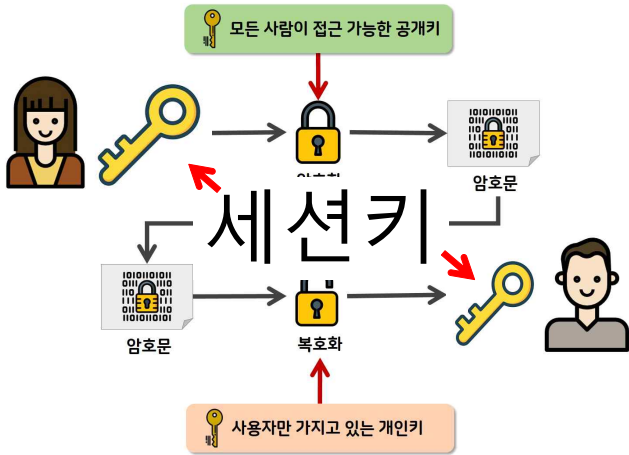 모든 사람이 접근 가능한 공개키
암호문
세션키
암호문
복호화
사용자만 가지고 있는 개인키